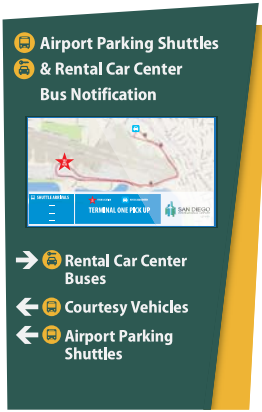 Airport Parking Shuttles
& Rental Car Center
Bus Notification
TERMINAL ONE PICK UP
SAN DIEGO
Rental Car Center
Buses
Courtesy Vehicles
Airport Parking
Shuttles